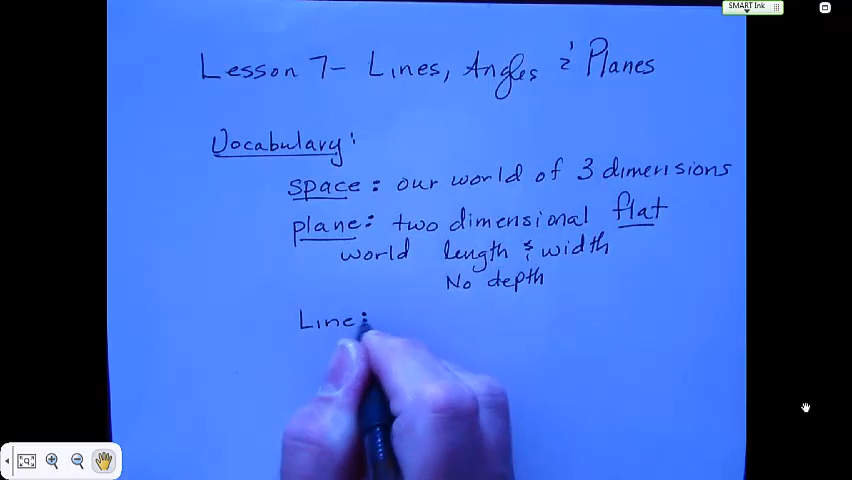 SMART Ink
Lesson 7- Lines, Angles & Planes
Vocabulary:
space: our world of 3 dimensions
plane: two dimensional flat
world length & width
No depth
Line: